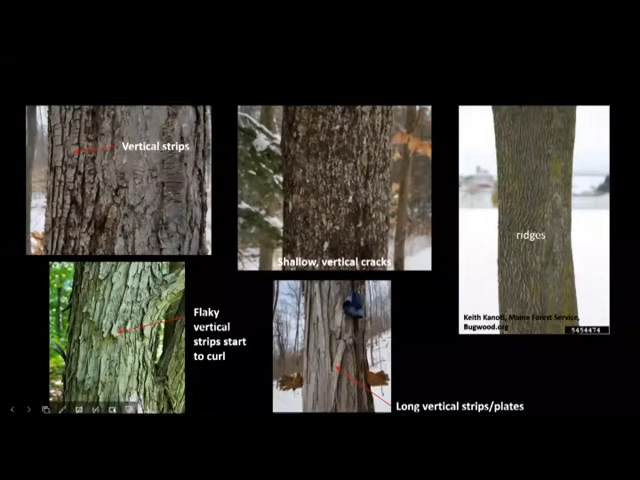 Vertical strips
Shallow, vertical cracks
ridges
Keith Kanoti, Maine Forest Service,
Bugwood.org
5454474
Flaky
vertical
strips start
to curl
Long vertical strips/plates